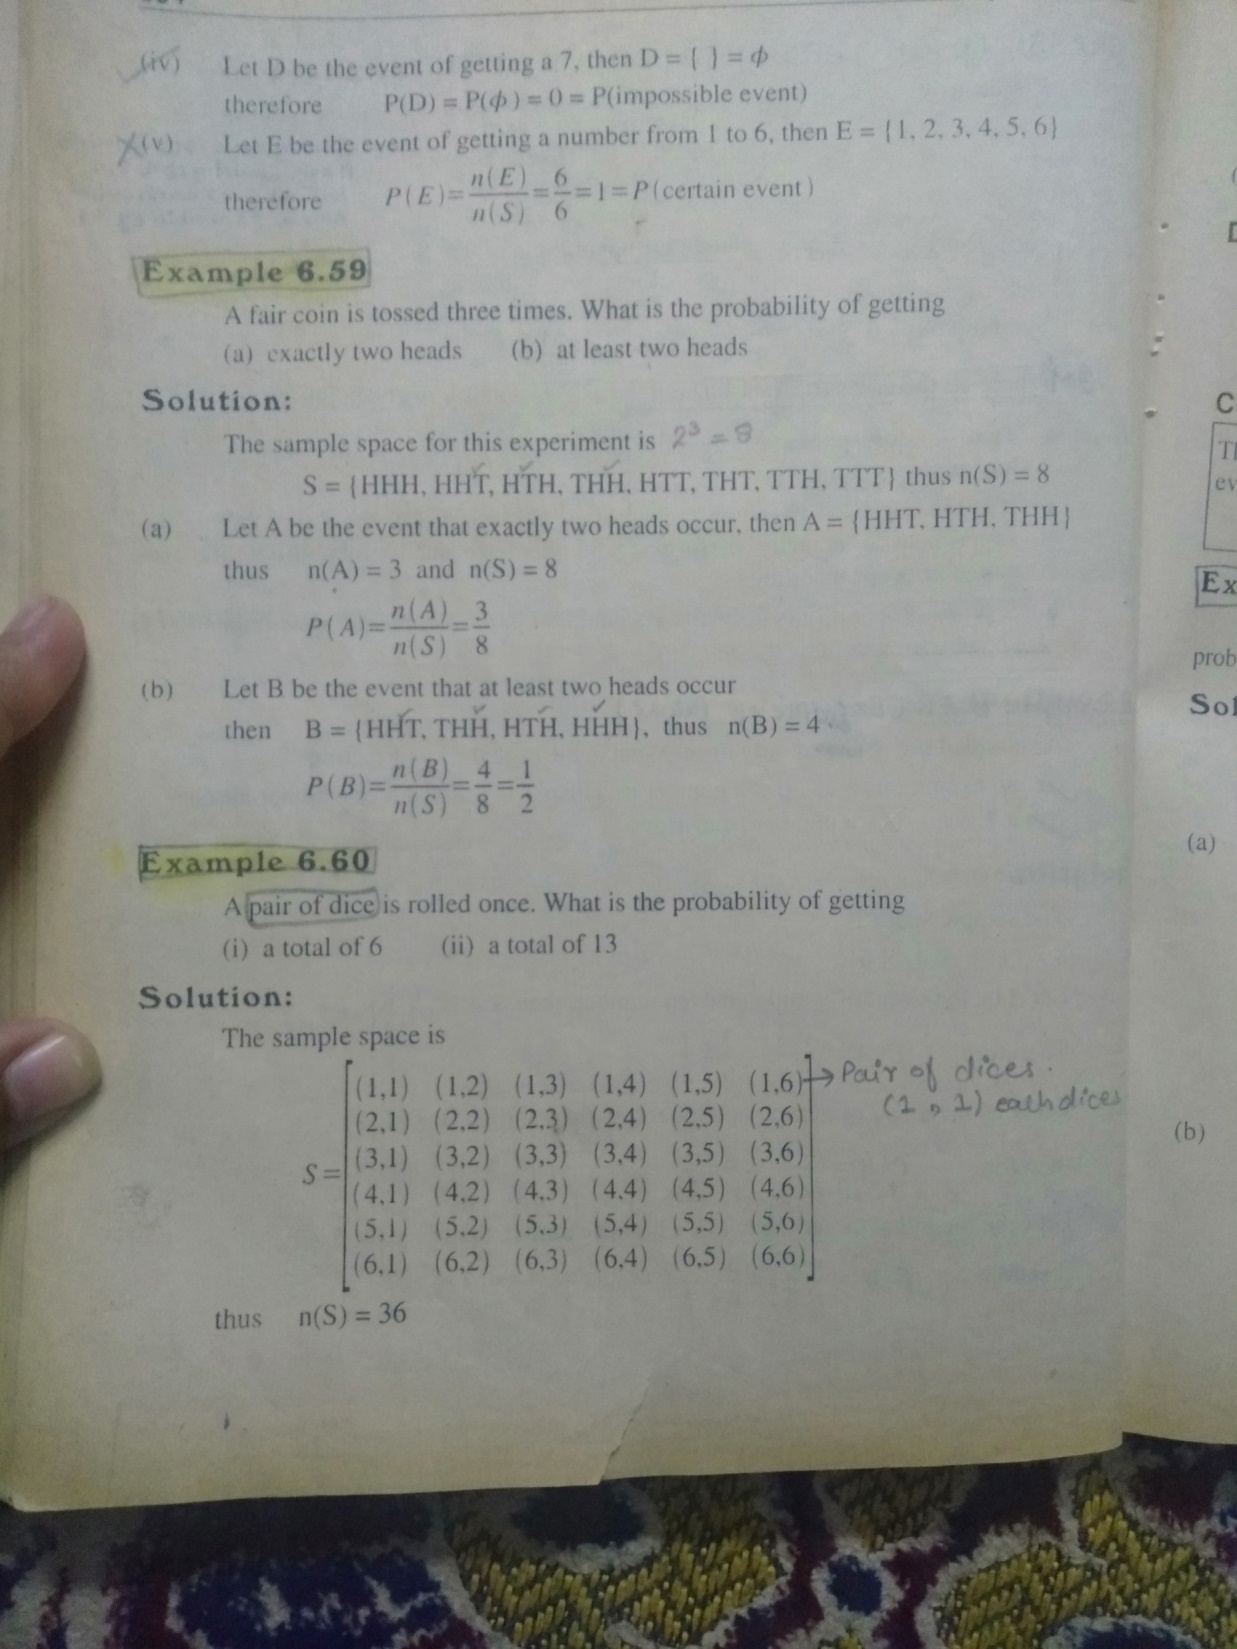 (iv) Let D be the event of getting a 7, then D = { } = ϕ
therefore P(D) = P(ϕ) = 0 = P(impossible event)
(v) Let E be the event of getting a number from 1 to 6, then E = {1, 2, 3, 4, 5, 6}
therefore P(E)= n(E)/n(S) = 6/6 =1= P(certain event)
Example 6.59
A fair coin is tossed three times. What is the probability of getting
(a) exactly two heads (b) at least two heads
Solution:
The sample space for this experiment is 2³ = 8
S = {HHH, HHT, HTH, THH, HTT, THT, TTH, TTT} thus n(S) = 8
(a) Let A be the event that exactly two heads occur, then A = {HHT, HTH, THH}
thus n(A) = 3 and n(S) = 8
P(A)= n(A)/n(S) = 3/8
(b) Let B be the event that at least two heads occur
then B = {HHT, THH, HTH, HHH}, thus n(B) = 4
P(B)= n(B)/n(S) = 4/8 = 1/2
Example 6.60
A pair of dice is rolled once. What is the probability of getting
(i) a total of 6 (ii) a total of 13
Solution:
The sample space is
(1,1) (1,2) (1,3) (1,4) (1,5) (1,6) → Pair of dices.
(2,1) (2,2) (2,3) (2,4) (2,5) (2,6) (1, 1) each dices
S= (3,1) (3,2) (3,3) (3,4) (3,5) (3,6)
(4,1) (4,2) (4,3) (4,4) (4,5) (4,6)
(5,1) (5,2) (5,3) (5,4) (5,5) (5,6)
(6,1) (6,2) (6,3) (6,4) (6,5) (6,6)
thus n(S) = 36
Ex
prob
Sol
(a)
(b)